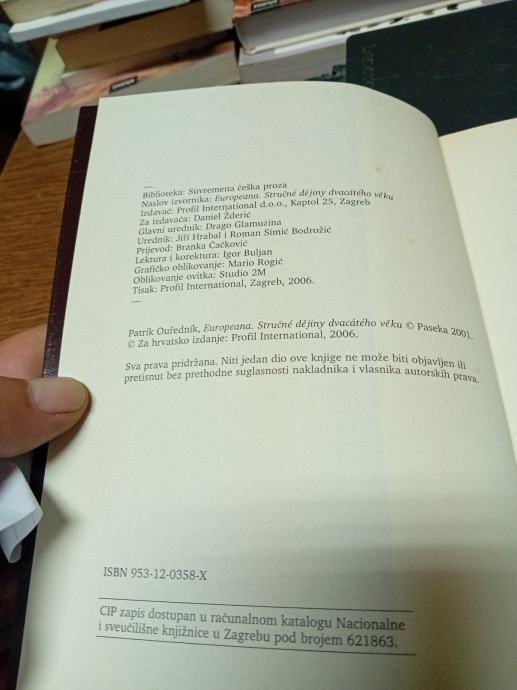 —
Biblioteka: Suvremena češka proza
Naslov izvornika: Europeana. Stručné dějiny dvacátého věku
Izdavač: Profil International d.o.o., Kaptol 25, Zagreb
Za izdavača: Daniel Žderić
Glavni urednik: Drago Glamuzina
Urednik: Jiří Hrabal i Roman Simić Bodrožić
Prijevod: Branka Čačković
Lektura i korektura: Igor Buljan
Grafičko oblikovanje: Mario Rogić
Oblikovanje ovitka: Studio 2M
Tisak: Profil International, Zagreb, 2006.
—
Patrik Ouředník, Europeana. Stručné dějiny dvacátého věku © Paseka 2001.
© Za hrvatsko izdanje: Profil International, 2006.
Sva prava pridržana. Niti jedan dio ove knjige ne može biti objavljen ili
pretisnut bez prethodne suglasnosti nakladnika i vlasnika autorskih prava.
ISBN 953-12-0358-X
CIP zapis dostupan u računalnom katalogu Nacionalne
i sveučilišne knjižnice u Zagrebu pod brojem 621863.